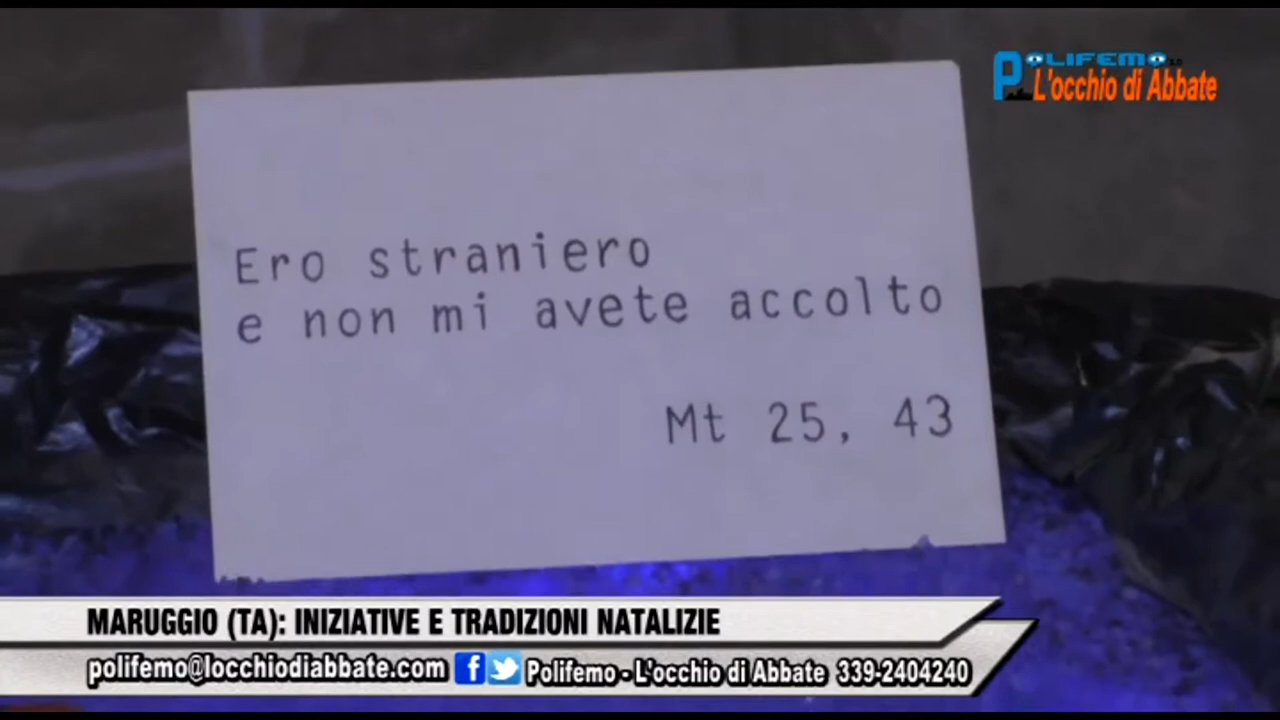 POLIFEMO
L'occhio di Abbate
Ero straniero
e non mi avete accolto
Mt 25, 43
MARUGGIO (TA): INIZIATIVE E TRADIZIONI NATALIZIE
polifemo@locchiodiabbate.com Polifemo - L'occhio di Abbate 339-2404240